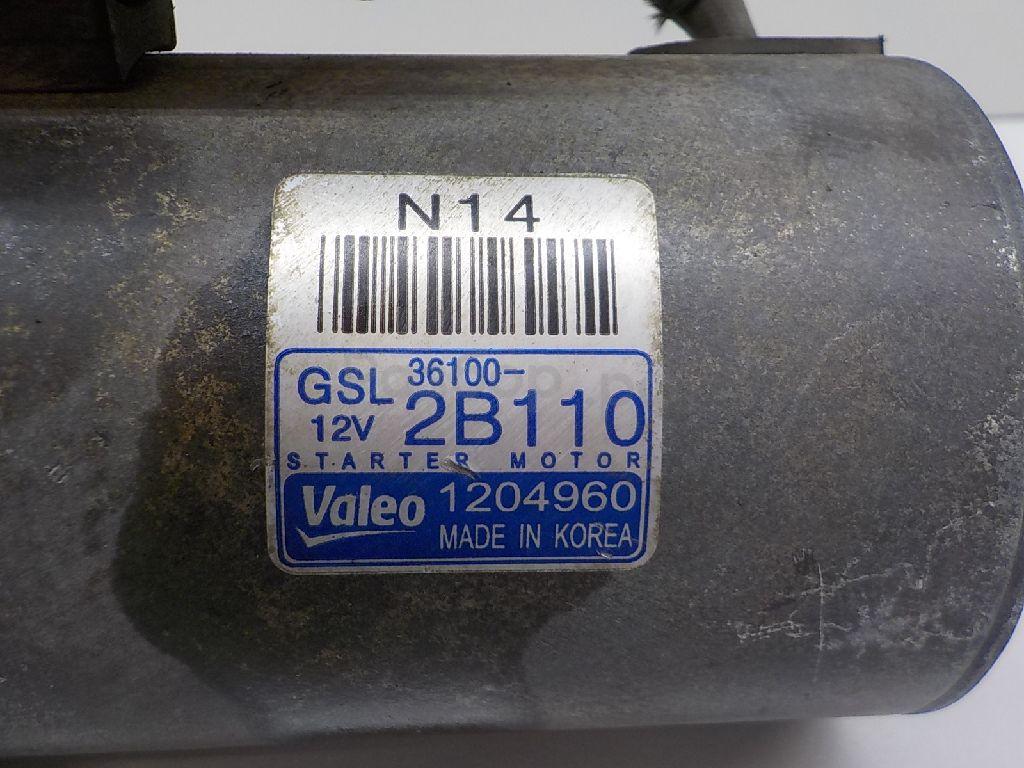 N14
GSL 36100-
12V 2B110
STARTER MOTOR
Valeo 1204960
MADE IN KOREA